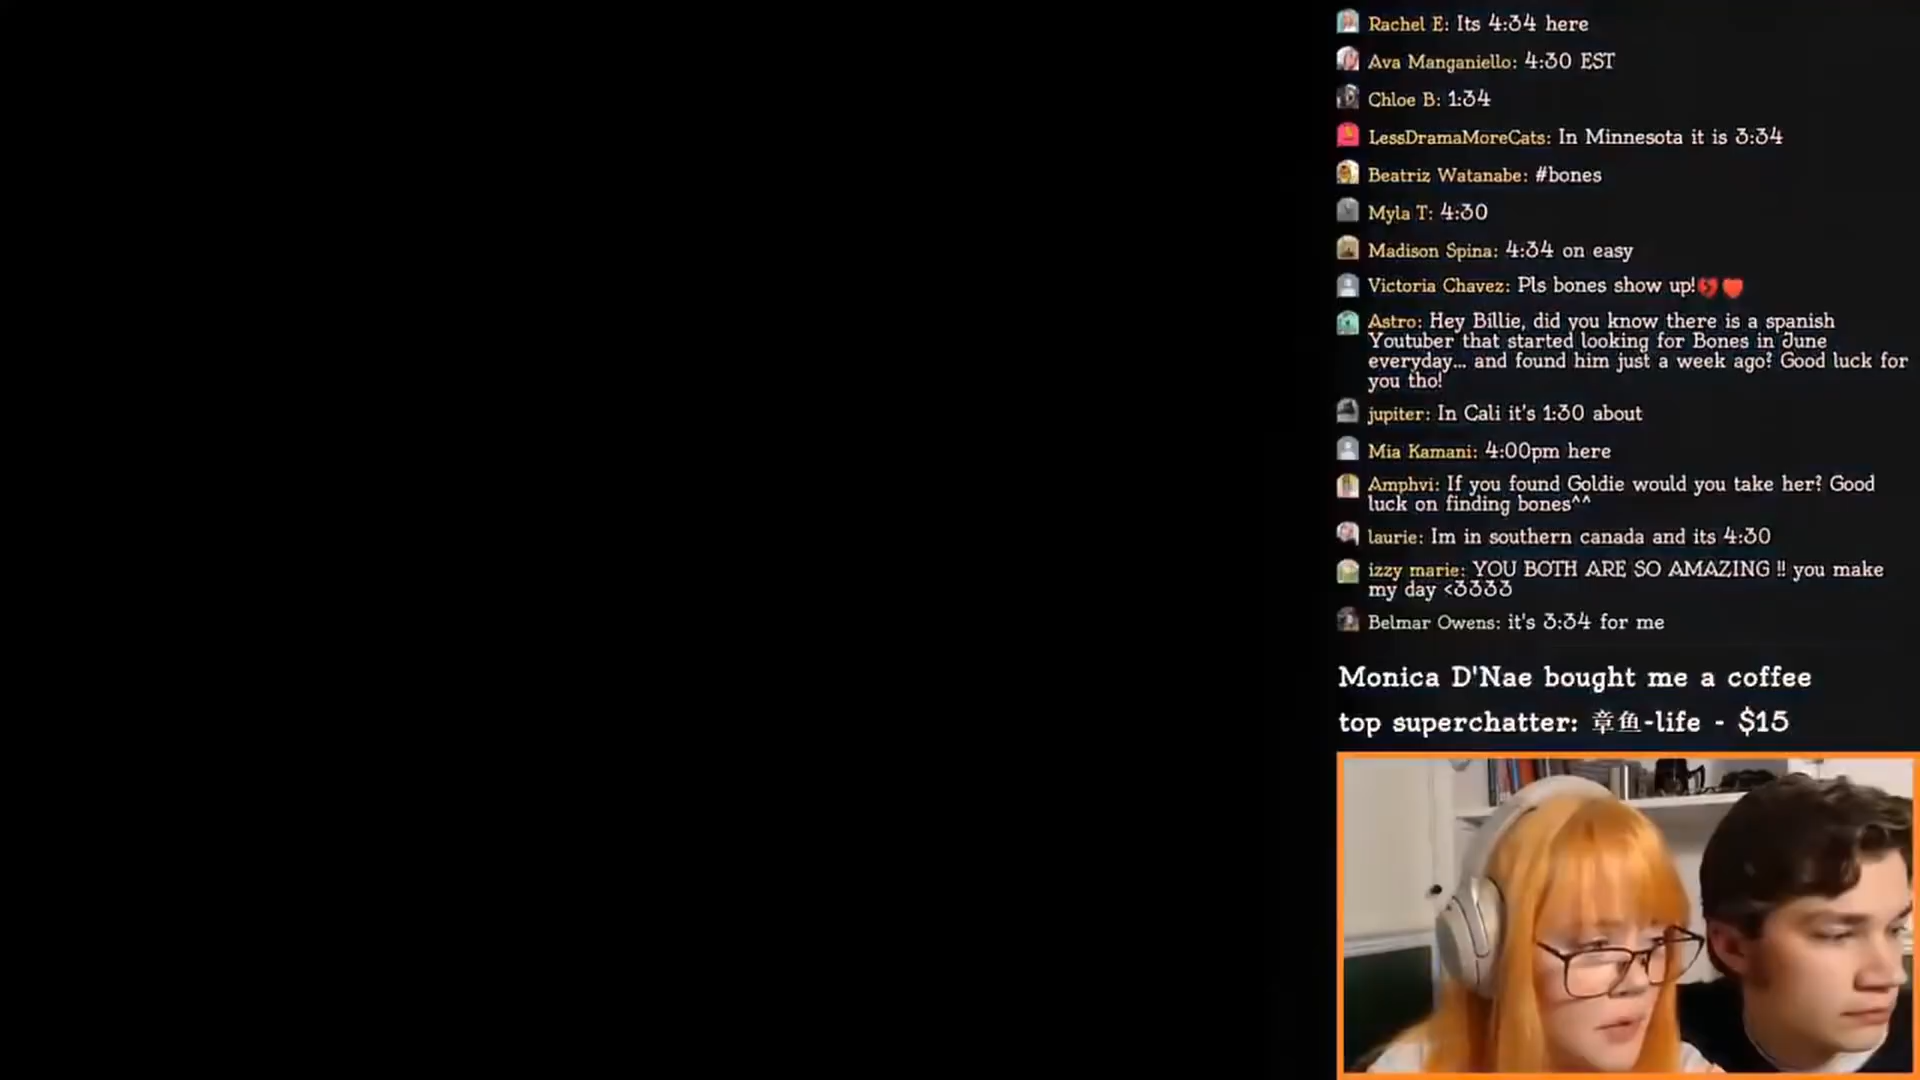 Rachel E: Its 4:34 here
Ava Manganiello: 4:30 EST
Chloe B: 1:34
LessDramaMoreCats: In Minnesota it is 3:34
Beatriz Watanabe: #bones
Myla T: 4:30
Madison Spina: 4:34 on easy
Victoria Chavez: Pls bones show up!💔❤️
Astro: Hey Billie, did you know there is a spanish
Youtuber that started looking for Bones in June
everyday... and found him just a week ago? Good luck for
you tho!
jupiter: In Cali it's 1:30 about
Mia Kamani: 4:00pm here
Amphvi: If you found Goldie would you take her? Good
luck on finding bones^^
laurie: Im in southern canada and its 4:30
izzy marie: YOU BOTH ARE SO AMAZING !! you make
my day <3333
Belmar Owens: it's 3:34 for me
Monica D'Nae bought me a coffee
top superchatter: 章鱼-life - $15